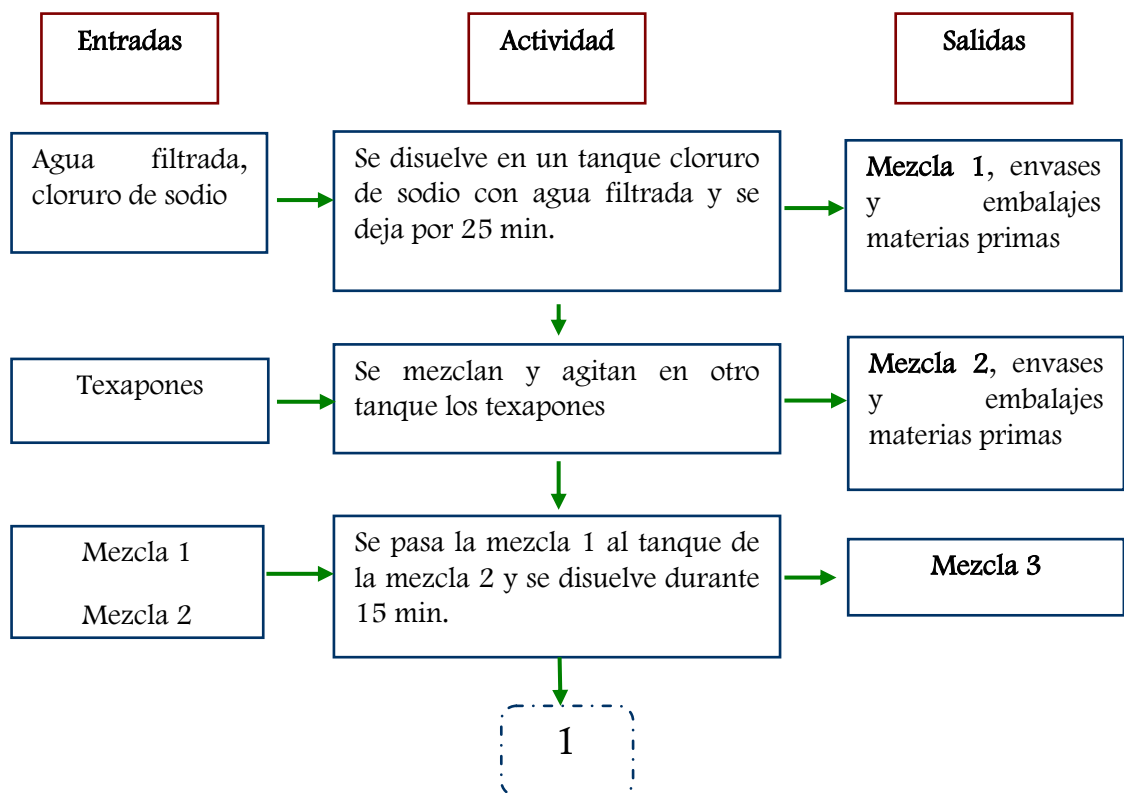 Entradas
Actividad
Salidas
Agua filtrada,
cloruro de sodio
Se disuelve en un tanque cloruro
de sodio con agua filtrada y se
deja por 25 min.
Mezcla 1, envases
y embalajes
materias primas
Texapones
Se mezclan y agitan en otro
tanque los texapones
Mezcla 2, envases
y embalajes
materias primas
Mezcla 1
Mezcla 2
Se pasa la mezcla 1 al tanque de
la mezcla 2 y se disuelve durante
15 min.
Mezcla 3
1